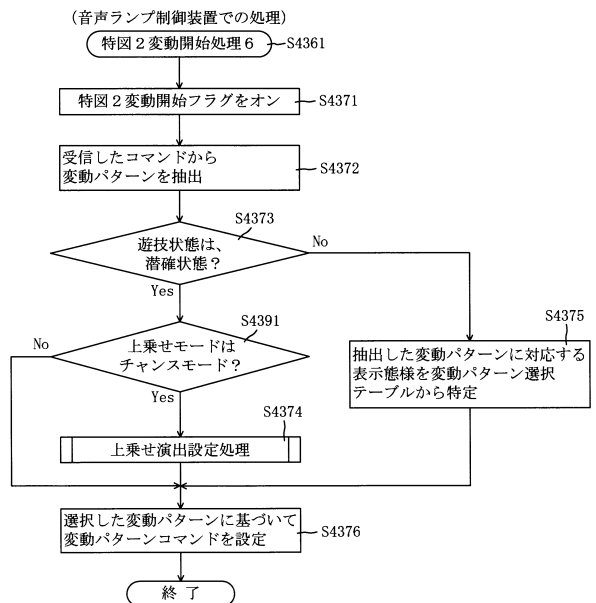 (音声ランプ制御装置での処理)
特図2変動開始処理6
S4361
特図2変動開始フラグをオン
S4371
受信したコマンドから
変動パターンを抽出
S4372
S4373
遊技状態は、
潜確状態?
No
Yes
S4391
No
上乗せモードは
チャンスモード?
Yes
S4375
抽出した変動パターンに対応する
表示態様を変動パターン選択
テーブルから特定
S4374
上乗せ演出設定処理
選択した変動パターンに基づいて
変動パターンコマンドを設定
S4376
終了